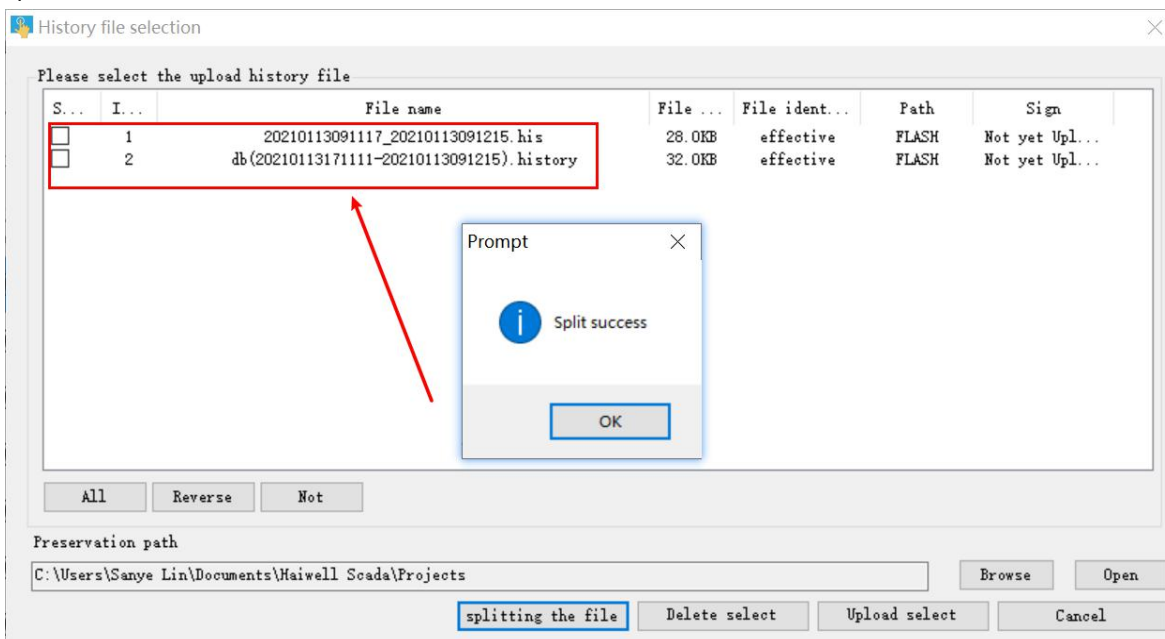 History file selection
Please select the upload history file
S... I... File name File ... File ident... Path Sign
1 20210113091117_20210113091215.his 28.0KB effective FLASH Not yet Upl...
2 db(20210113171111-20210113091215).history 32.0KB effective FLASH Not yet Upl...
Prompt
Split success
OK
All Reverse Not
Preservation path
C:\Users\Sanye Lin\Documents\Haiwell Scada\Projects Browse Open
splitting the file Delete select Upload select Cancel